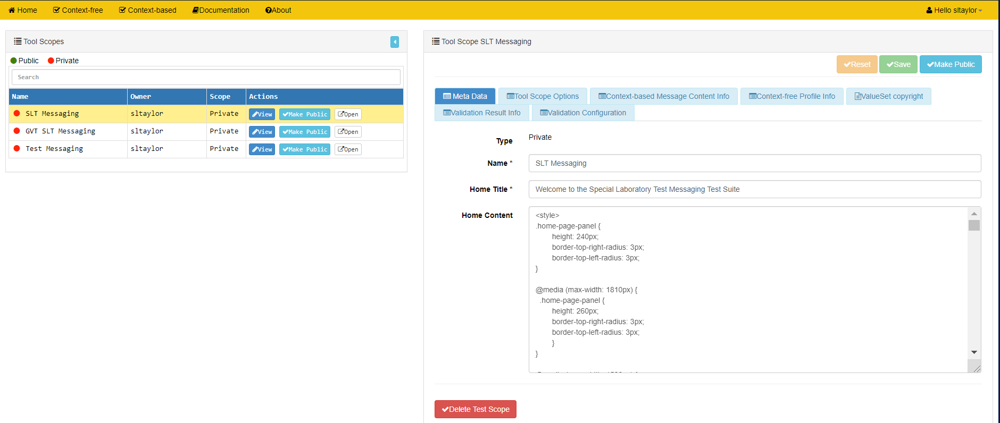 Home Context-free Context-based Documentation About Hello sltaylor
Tool Scopes
Public Private
Search
Name Owner Scope Actions
SLT Messaging sltaylor Private View Make Public Open
GVT SLT Messaging sltaylor Private View Make Public Open
Test Messaging sltaylor Private View Make Public Open
Tool Scope SLT Messaging
Reset Save Make Public
Meta Data Tool Scope Options Context-based Message Content Info Context-free Profile Info ValueSet copyright
Validation Result Info Validation Configuration
Type Private
Name * SLT Messaging
Home Title * Welcome to the Special Laboratory Test Messaging Test Suite
Home Content <style>
.home-page-panel {
height: 240px;
border-top-right-radius: 3px;
border-top-left-radius: 3px;
}
@media (max-width: 1810px) {
.home-page-panel {
height: 260px;
border-top-right-radius: 3px;
border-top-left-radius: 3px;
}
}
Delete Test Scope